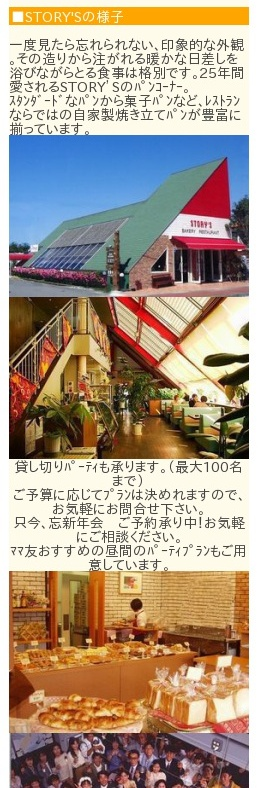 ■STORY'Sの様子
一度見たら忘れられない、印象的な外観
。その造りから注がれる暖かな日差しを
浴びながらとる食事は格別です。25年間
愛されるSTORY'Sのﾊﾟﾝｺｰﾅｰ。
ｽﾀﾝﾀﾞｰﾄﾞなﾊﾟﾝから菓子ﾊﾟﾝなど、ﾚｽﾄﾗﾝ
ならではの自家製焼き立てﾊﾟﾝが豊富に
揃っています。
STORY'S
BAKERY RESTAURANT
貸し切りﾊﾟｰﾃｨも承ります。（最大100名
まで）
ご予算に応じてﾌﾟﾗﾝは決めれますので、
お気軽にお問合せ下さい。
只今、忘新年会　ご予約承り中!お気軽
にご相談ください。
ﾏﾏ友おすすめの昼間のﾊﾟｰﾃｨﾌﾟﾗﾝもご用
意しています。